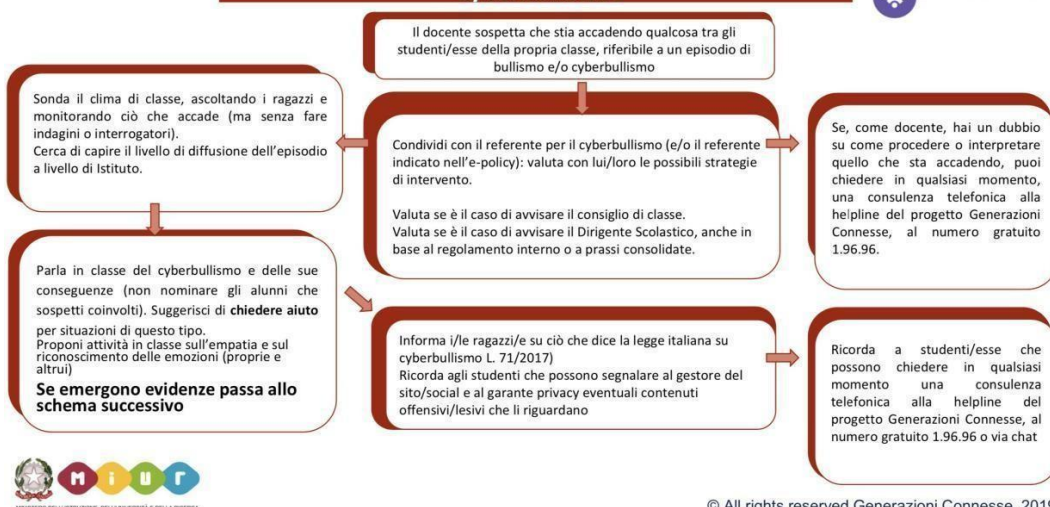 Il docente sospetta che stia accadendo qualcosa tra gli
studenti/esse della propria classe, riferibile a un episodio di
bullismo e/o cyberbullismo
Sonda il clima di classe, ascoltando i ragazzi e
monitorando ciò che accade (ma senza fare
indagini o interrogatori).
Cerca di capire il livello di diffusione dell'episodio
a livello di Istituto.
Condividi con il referente per il cyberbullismo (e/o il referente
indicato nell'e-policy): valuta con lui/loro le possibili strategie
di intervento.
Valuta se è il caso di avvisare il consiglio di classe.
Valuta se è il caso di avvisare il Dirigente Scolastico, anche in
base al regolamento interno o a prassi consolidate.
Se, come docente, hai un dubbio
su come procedere o interpretare
quello che sta accadendo, puoi
chiedere in qualsiasi momento,
una consulenza telefonica alla
helpline del progetto Generazioni
Connesse, al numero gratuito
1.96.96.
Parla in classe del cyberbullismo e delle sue
conseguenze (non nominare gli alunni che
sospetti coinvolti). Suggerisci di chiedere aiuto
per situazioni di questo tipo.
Proponi attività in classe sull'empatia e sul
riconoscimento delle emozioni (proprie e
altrui)
Se emergono evidenze passa allo
schema successivo
Informa i/le ragazzi/e su ciò che dice la legge italiana su
cyberbullismo L. 71/2017)
Ricorda agli studenti che possono segnalare al gestore del
sito/social e al garante privacy eventuali contenuti
offensivi/lesivi che li riguardano
Ricorda a studenti/esse che
possono chiedere in qualsiasi
momento una consulenza
telefonica alla helpline del
progetto Generazioni Connesse, al
numero gratuito 1.96.96 o via chat
MIUr
© All rights reserved Generazioni Connesse, 2019